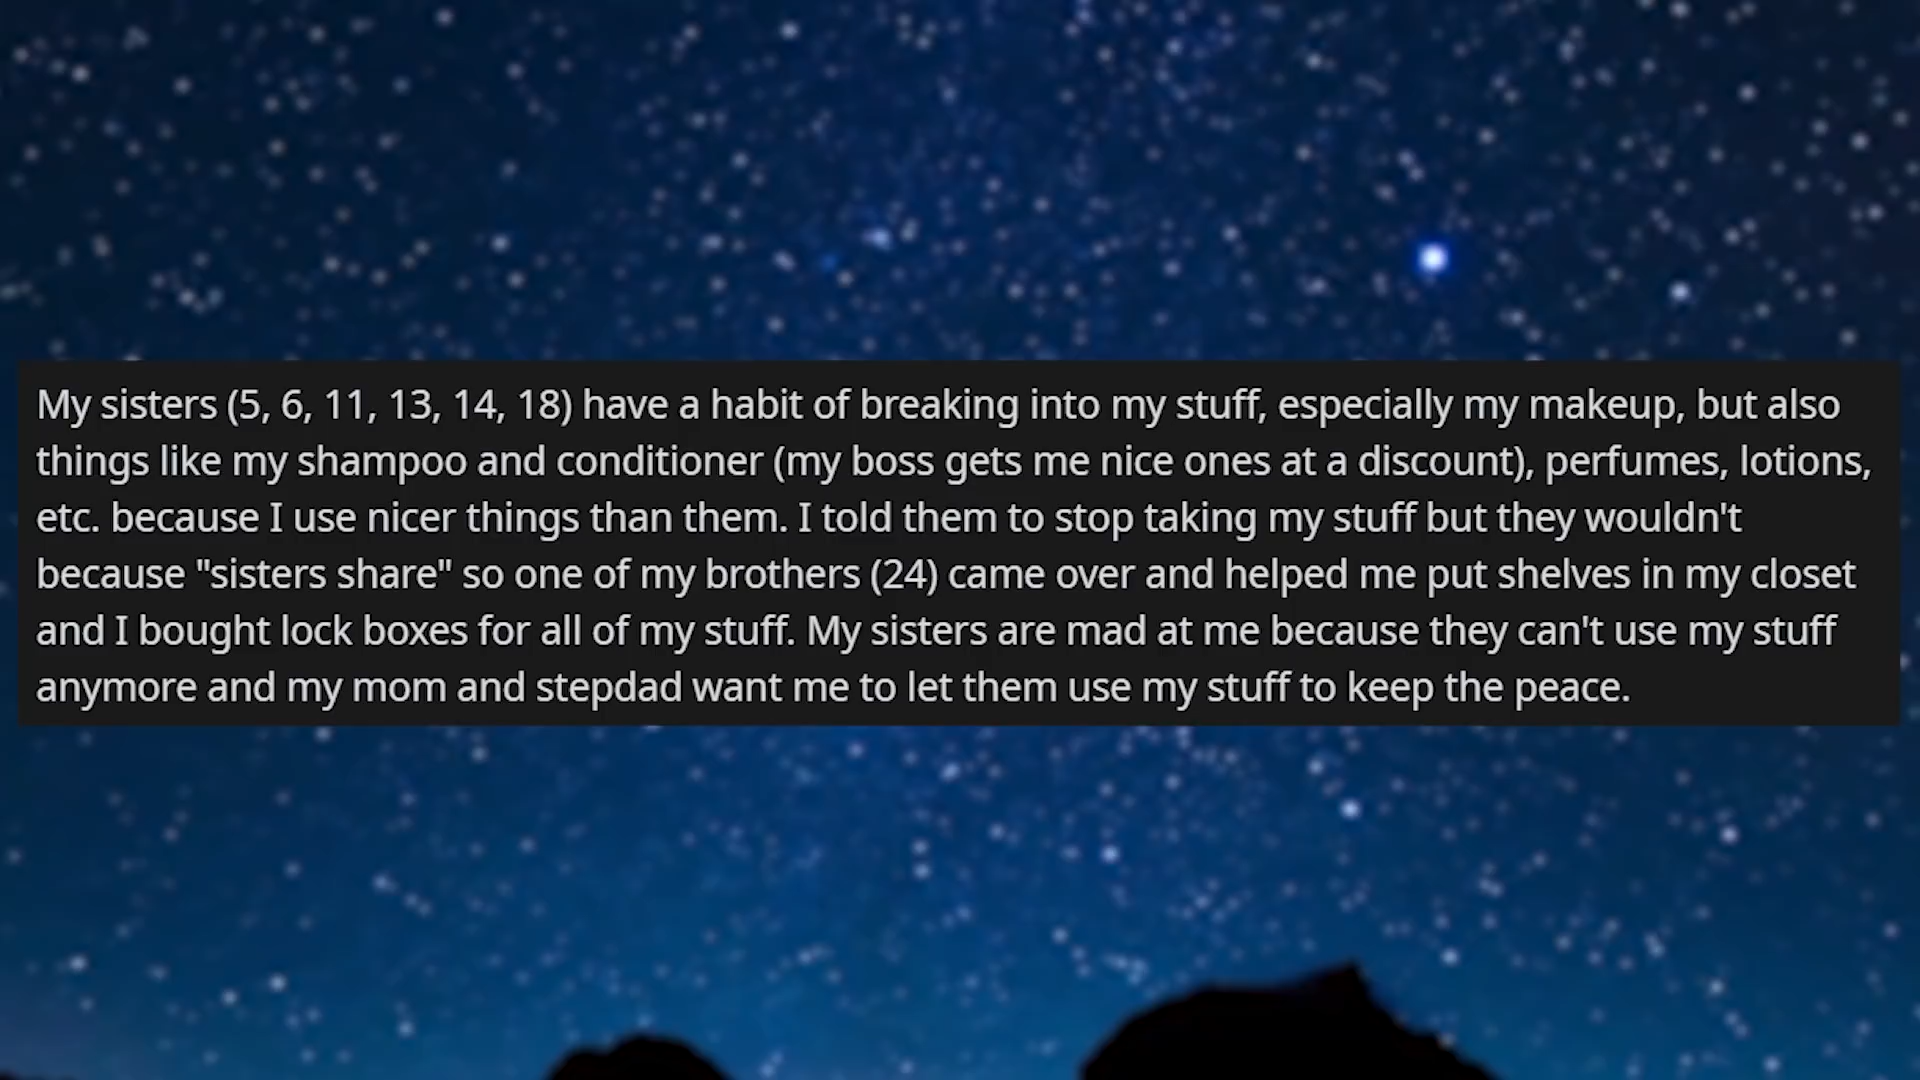 My sisters (5, 6, 11, 13, 14, 18) have a habit of breaking into my stuff, especially my makeup, but also
things like my shampoo and conditioner (my boss gets me nice ones at a discount), perfumes, lotions,
etc. because I use nicer things than them. I told them to stop taking my stuff but they wouldn't
because "sisters share" so one of my brothers (24) came over and helped me put shelves in my closet
and I bought lock boxes for all of my stuff. My sisters are mad at me because they can't use my stuff
anymore and my mom and stepdad want me to let them use my stuff to keep the peace.